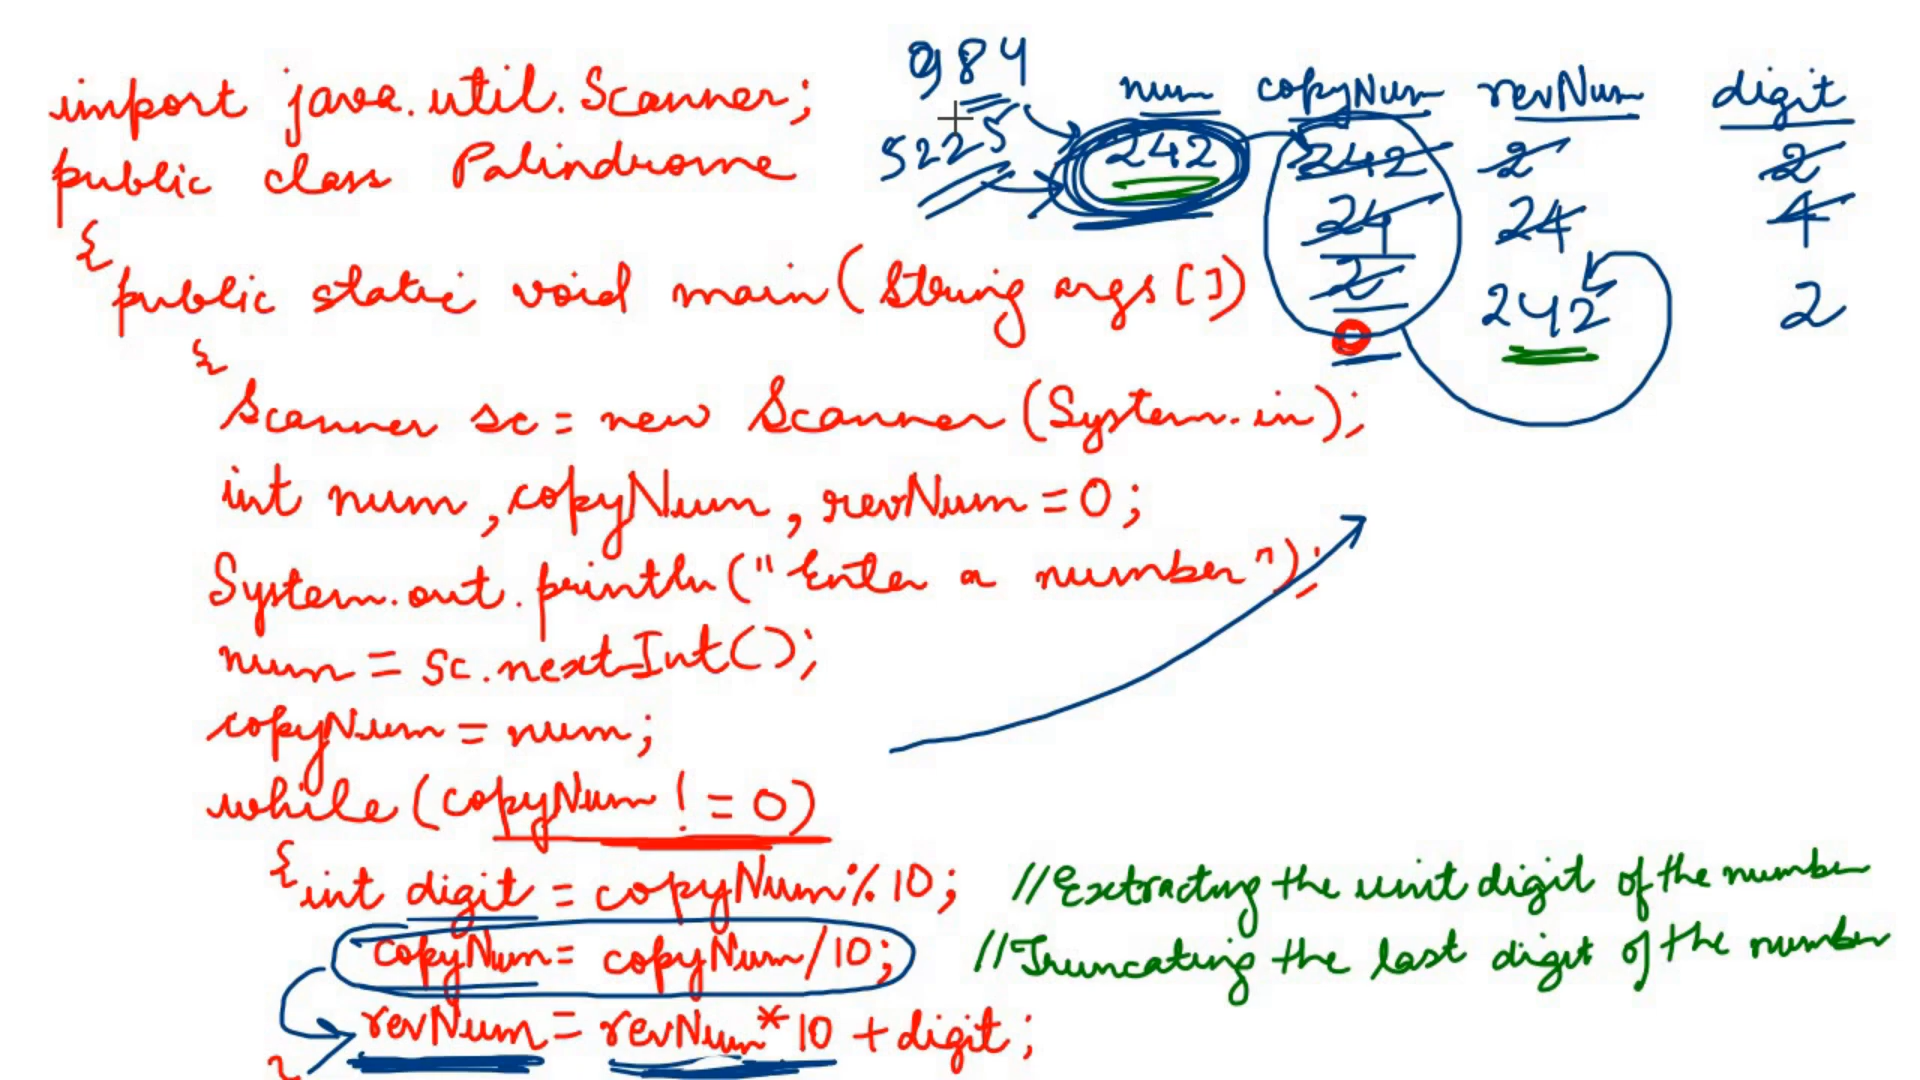 import java.util.Scanner;
public class Palindrome
{
public static void main(String args[])
{
Scanner sc = new Scanner(System.in);
int num, copyNum, revNum=0;
System.out.println("Enter a number");
num = sc.nextInt();
copyNum = num;
while(copyNum != 0)
{ int digit = copyNum%10; //Extracting the unit digit of the number
copyNum= copyNum/10; //Truncating the last digit of the number
revNum = revNum*10 +digit;
}
984
5225
num copyNum revNum digit
242 242 2 2
24 24 4
2 242 2
0